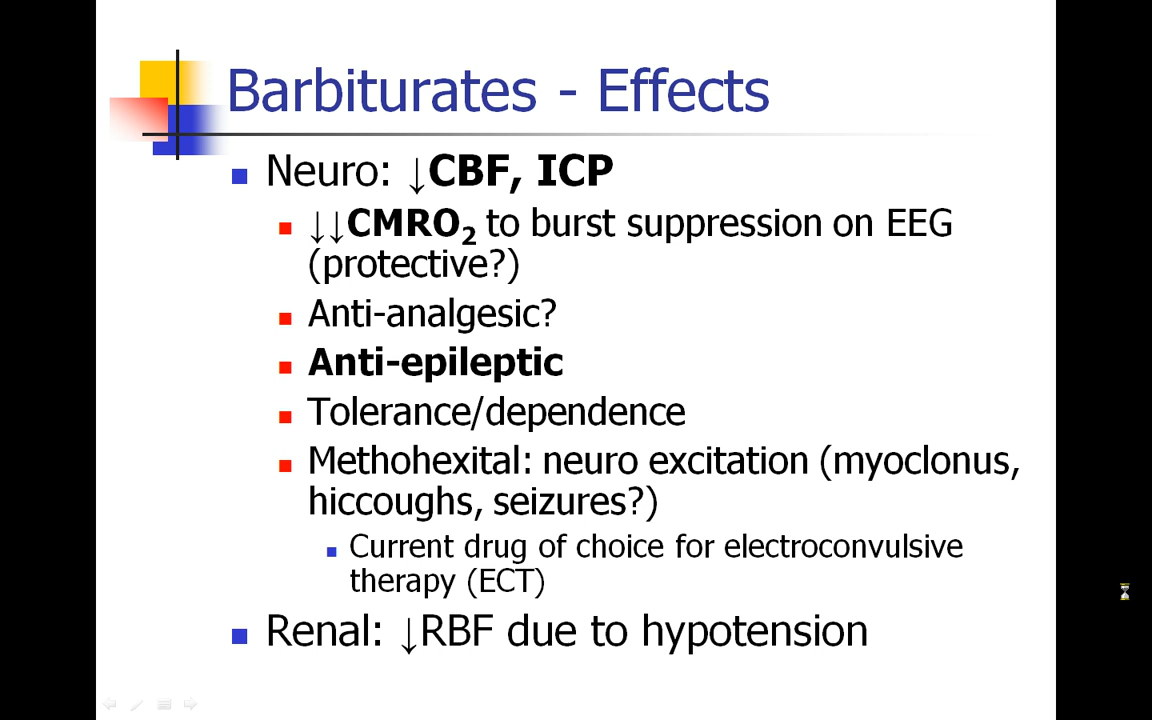 Barbiturates - Effects
Neuro: ↓CBF, ICP
↓↓CMRO₂ to burst suppression on EEG
(protective?)
Anti-analgesic?
Anti-epileptic
Tolerance/dependence
Methohexital: neuro excitation (myoclonus,
hiccoughs, seizures?)
Current drug of choice for electroconvulsive
therapy (ECT)
Renal: ↓RBF due to hypotension